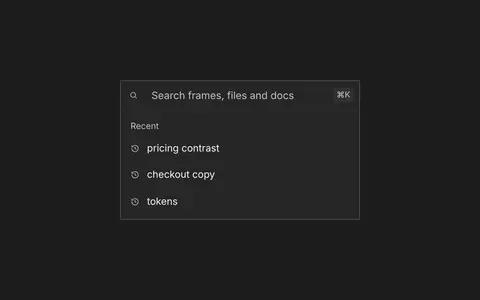 Search frames, files and docs ⌘K
Recent
pricing contrast
checkout copy
tokens